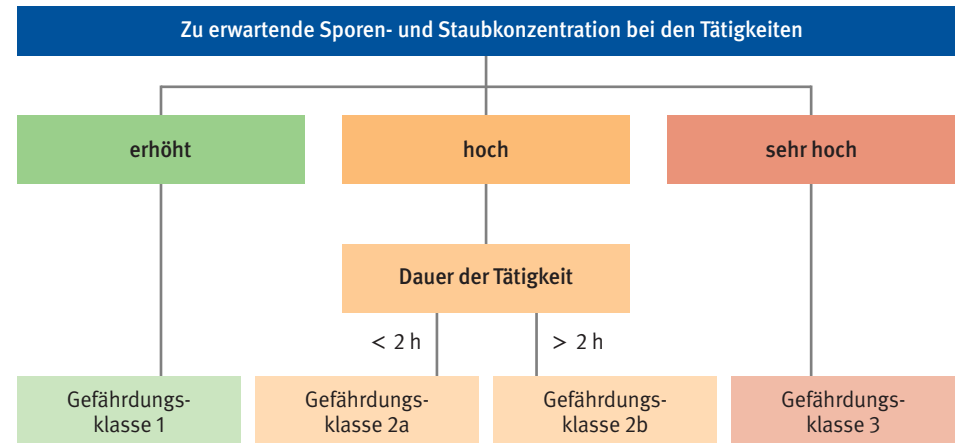 Zu erwartende Sporen- und Staubkonzentration bei den Tätigkeiten
erhöht
hoch
sehr hoch
Dauer der Tätigkeit
< 2 h
> 2 h
Gefährdungs-
klasse 1
Gefährdungs-
klasse 2a
Gefährdungs-
klasse 2b
Gefährdungs-
klasse 3